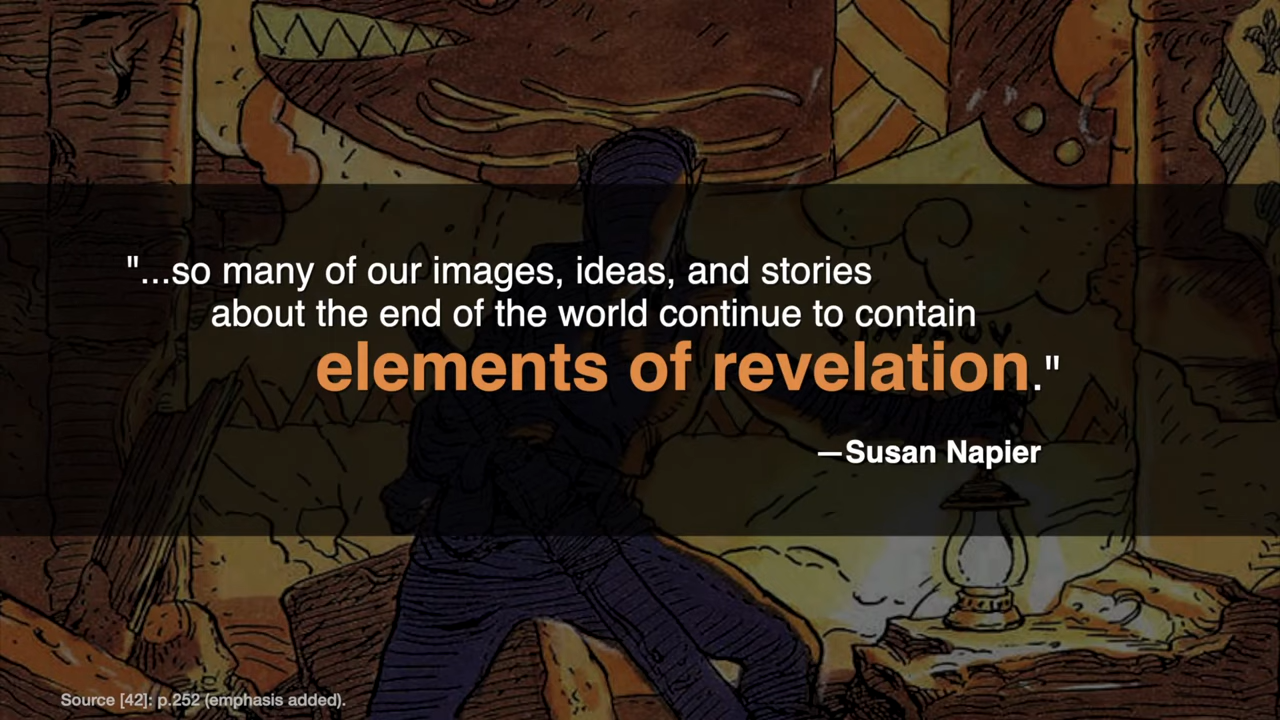 "...so many of our images, ideas, and stories
about the end of the world continue to contain
elements of revelation."
—Susan Napier
Source [42]: p.252 (emphasis added).